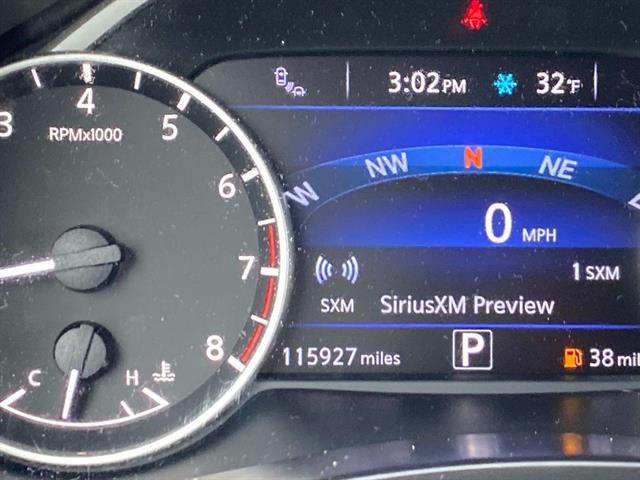 3:02PM 32°F
4
3
5
RPMx1000
NW N NE
W
6
0 MPH
7
1 SXM
SXM SiriusXM Preview
8
115927 miles P 38 mil
C H